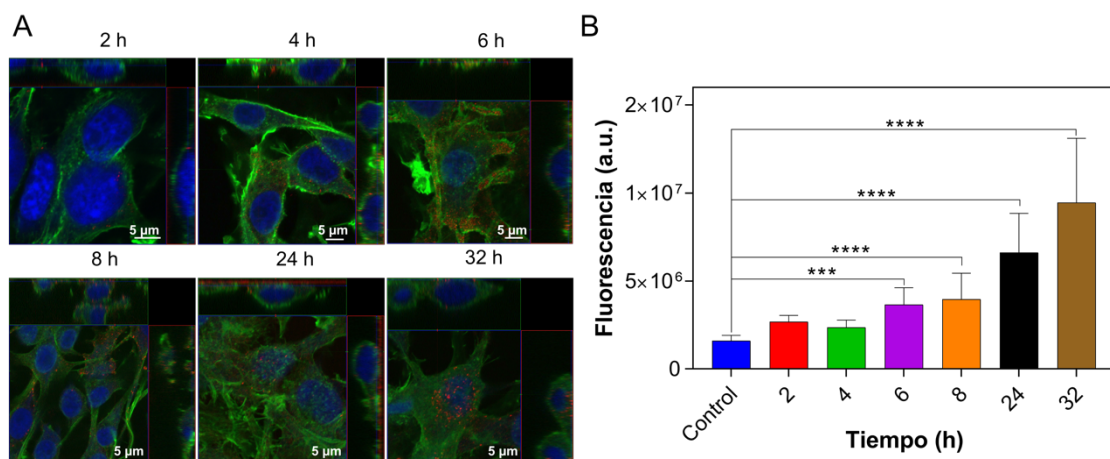 A
2 h
4 h
6 h
5 µm
5 µm
5 µm
8 h
24 h
32 h
5 µm
5 µm
5 µm
B
Fluorescencia (a.u.)
2×10⁷
1×10⁷
5×10⁶
0
****
****
****
***
Control
2
4
6
8
24
32
Tiempo (h)